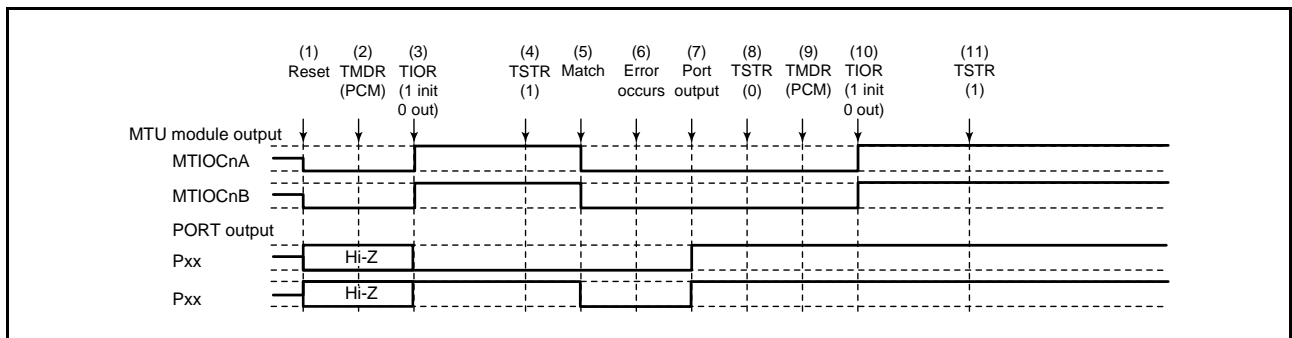 (1) (2) (3) (4) (5) (6) (7) (8) (9) (10) (11)
Reset TMDR TIOR TSTR Match Error Port TSTR TMDR TIOR TSTR
(PCM) (1 init (1) occurs output (0) (PCM) (1 init (1)
0 out) 0 out)
MTU module output
MTIOCnA
MTIOCnB
PORT output
Pxx Hi-Z
Pxx Hi-Z